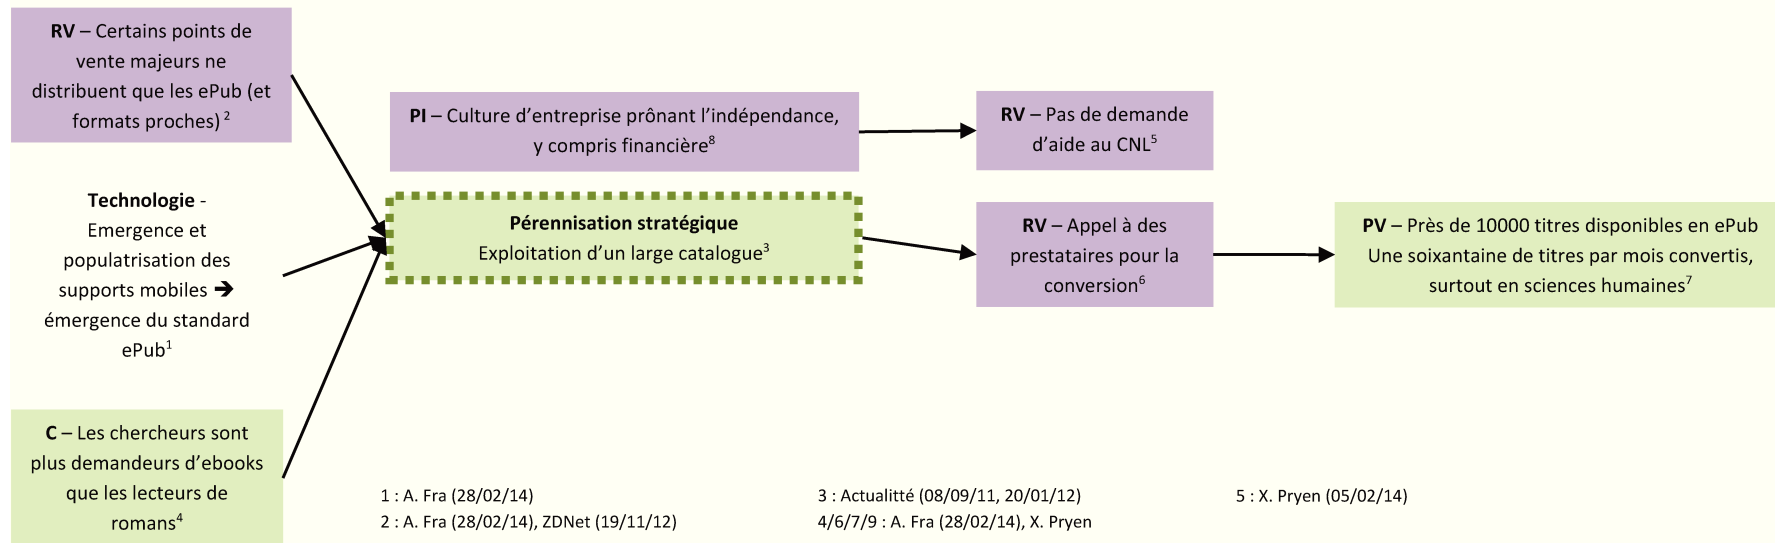 RV – Certains points de
vente majeurs ne
distribuent que les ePub (et
formats proches) ²
Technologie -
Emergence et
populatrisation des
supports mobiles ➔
émergence du standard
ePub¹
C – Les chercheurs sont
plus demandeurs d’ebooks
que les lecteurs de
romans⁴
PI – Culture d’entreprise prônant l’indépendance,
y compris financière⁸
Pérennisation stratégique
Exploitation d’un large catalogue³
RV – Pas de demande
d’aide au CNL⁵
RV – Appel à des
prestataires pour la
conversion⁶
PV – Près de 10000 titres disponibles en ePub
Une soixantaine de titres par mois convertis,
surtout en sciences humaines⁷
1 : A. Fra (28/02/14)
2 : A. Fra (28/02/14), ZDNet (19/11/12)
3 : Actualitté (08/09/11, 20/01/12)
4/6/7/9 : A. Fra (28/02/14), X. Pryen
5 : X. Pryen (05/02/14)